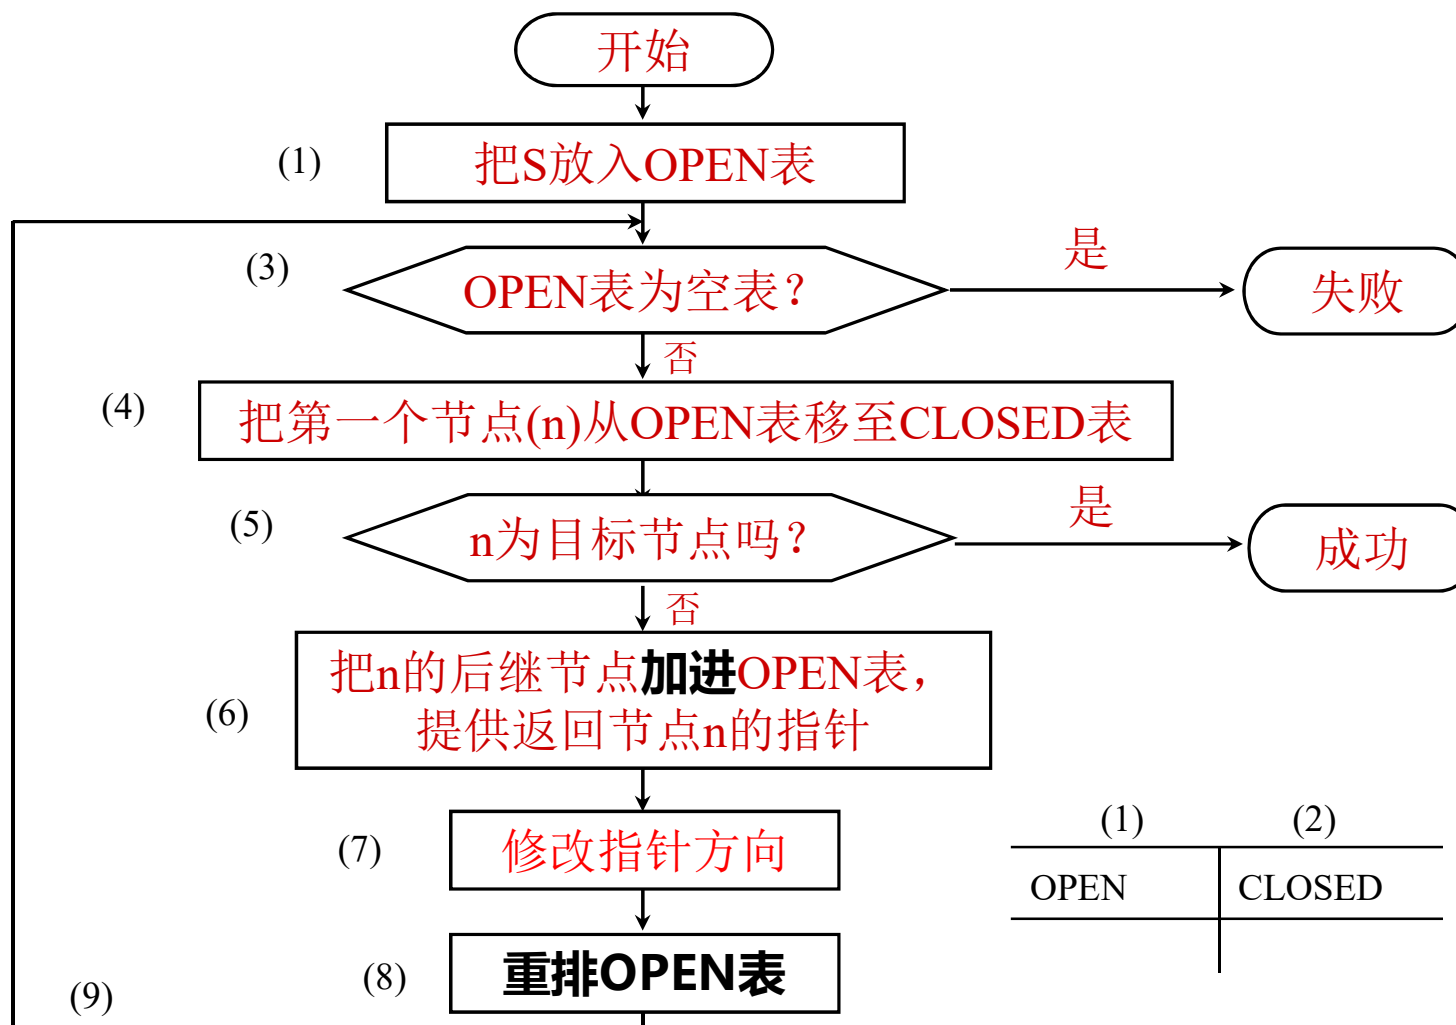 开始
(1)
把S放入OPEN表
(3)
OPEN表为空表?
是
失败
否
(4)
把第一个节点(n)从OPEN表移至CLOSED表
(5)
n为目标节点吗?
是
成功
否
(6)
把n的后继节点加进OPEN表,
提供返回节点n的指针
(7)
修改指针方向
(1) (2)
OPEN CLOSED
(8)
重排OPEN表
(9)